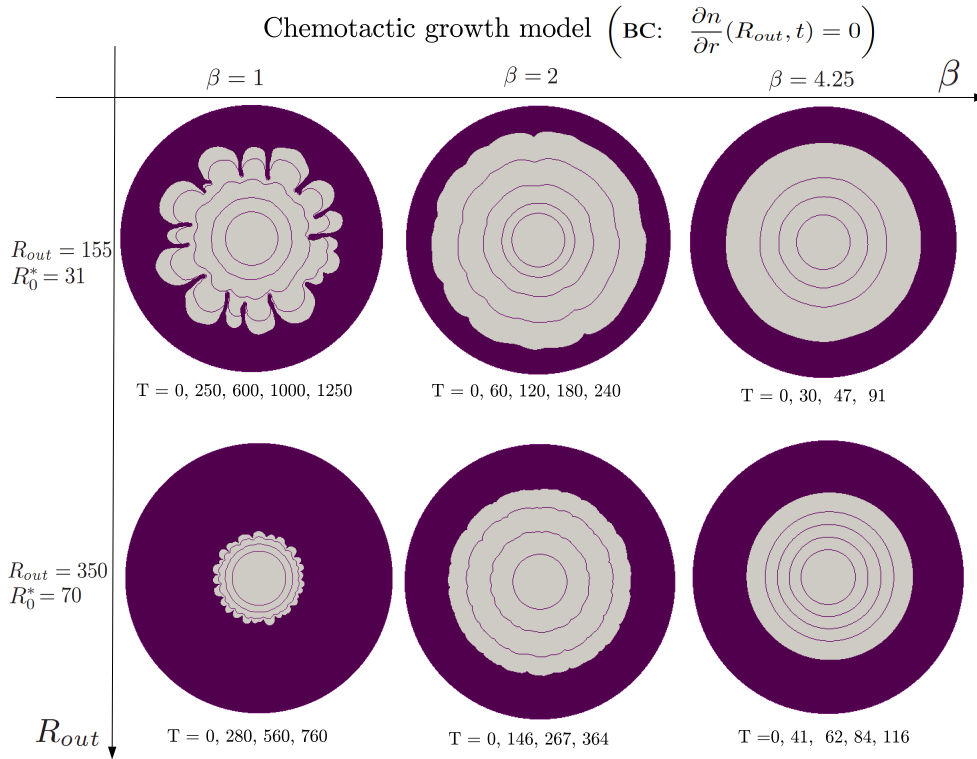 Chemotactic growth model ( BC: ∂n/∂r (R_out, t) = 0 )
β = 1 β = 2 β = 4.25 β
R_out = 155
R_0^* = 31
T = 0, 250, 600, 1000, 1250 T = 0, 60, 120, 180, 240 T = 0, 30, 47, 91
R_out = 350
R_0^* = 70
R_out
T = 0, 280, 560, 760 T = 0, 146, 267, 364 T =0, 41, 62, 84, 116